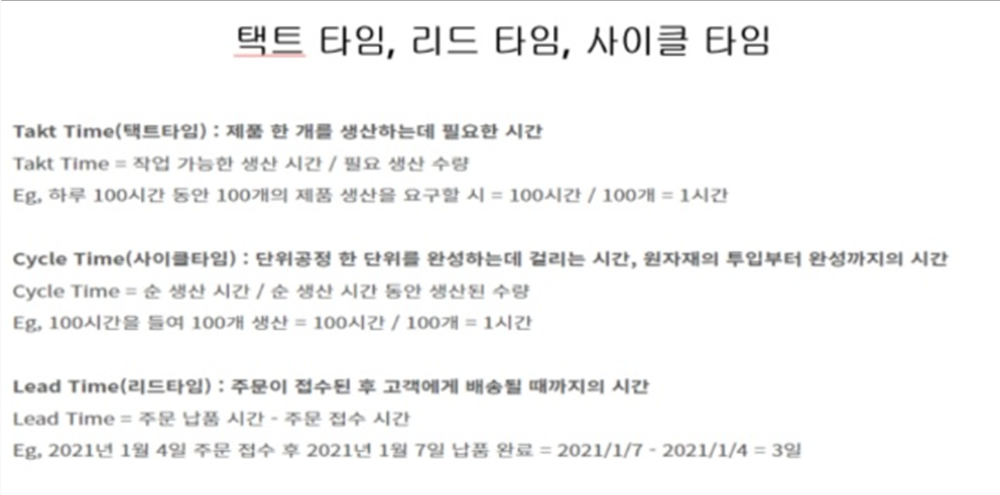 택트 타임, 리드 타임, 사이클 타임
Takt Time(택트타임) : 제품 한 개를 생산하는데 필요한 시간
Takt Time = 작업 가능한 생산 시간 / 필요 생산 수량
Eg, 하루 100시간 동안 100개의 제품 생산을 요구할 시 = 100시간 / 100개 = 1시간
Cycle Time(사이클타임) : 단위공정 한 단위를 완성하는데 걸리는 시간, 원자재의 투입부터 완성까지의 시간
Cycle Time = 순 생산 시간 / 순 생산 시간 동안 생산된 수량
Eg, 100시간을 들여 100개 생산 = 100시간 / 100개 = 1시간
Lead Time(리드타임) : 주문이 접수된 후 고객에게 배송될 때까지의 시간
Lead Time = 주문 납품 시간 - 주문 접수 시간
Eg, 2021년 1월 4일 주문 접수 후 2021년 1월 7일 납품 완료 = 2021/1/7 - 2021/1/4 = 3일